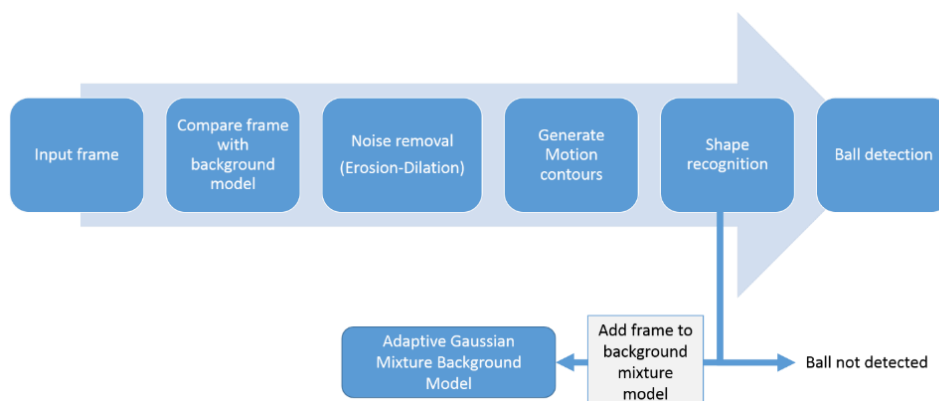 Input frame
Compare frame
with
background
model
Noise removal
(Erosion-Dilation)
Generate
Motion
contours
Shape
recognition
Ball detection
Adaptive Gaussian
Mixture Background
Model
Add frame to
background
mixture
model
Ball not detected